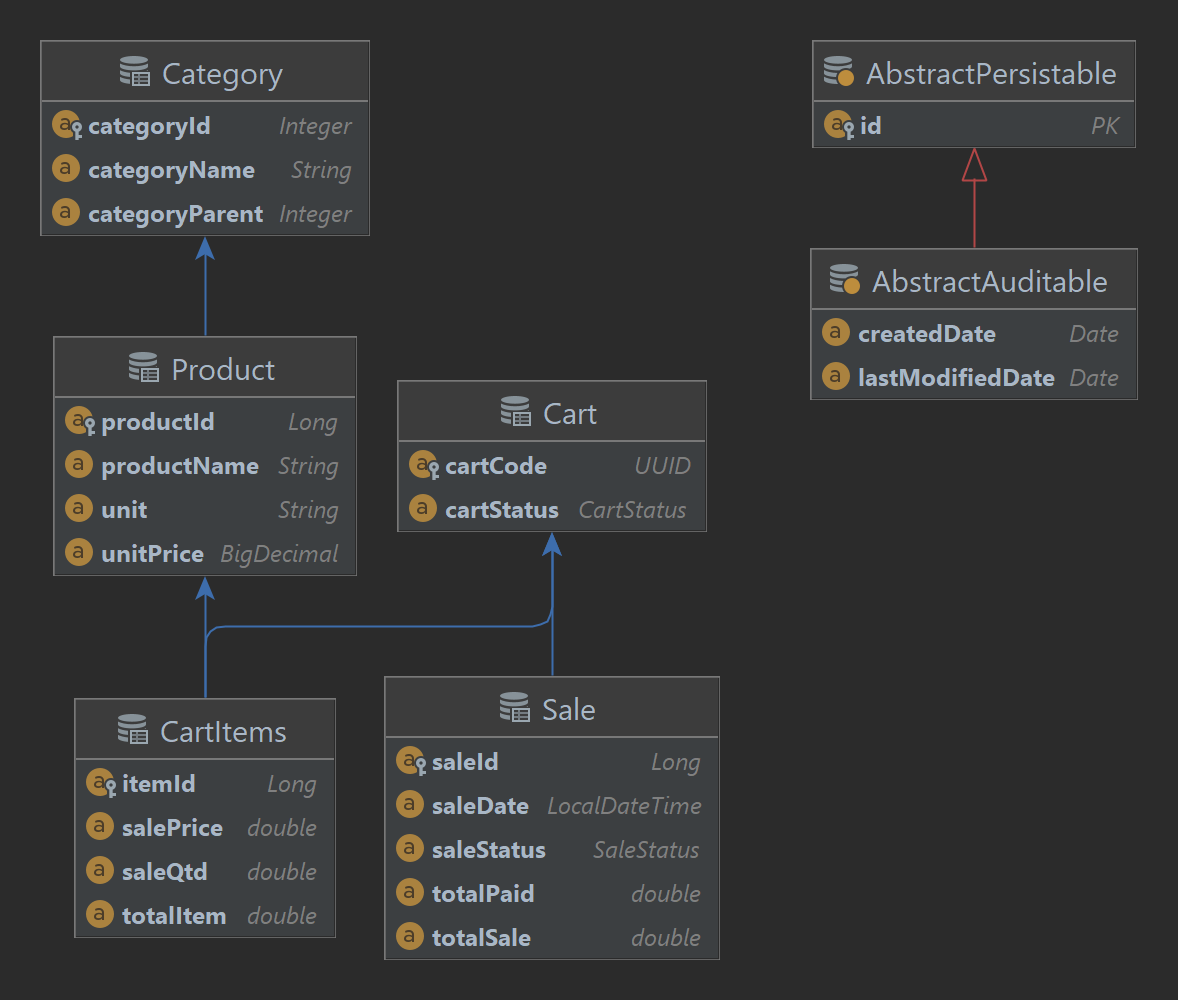 Category
categoryId Integer
categoryName String
categoryParent Integer
AbstractPersistable
id PK
AbstractAuditable
createdDate Date
lastModifiedDate Date
Product
productId Long
productName String
unit String
unitPrice BigDecimal
Cart
cartCode UUID
cartStatus CartStatus
CartItems
itemId Long
salePrice double
saleQtd double
totalItem double
Sale
saleId Long
saleDate LocalDateTime
saleStatus SaleStatus
totalPaid double
totalSale double